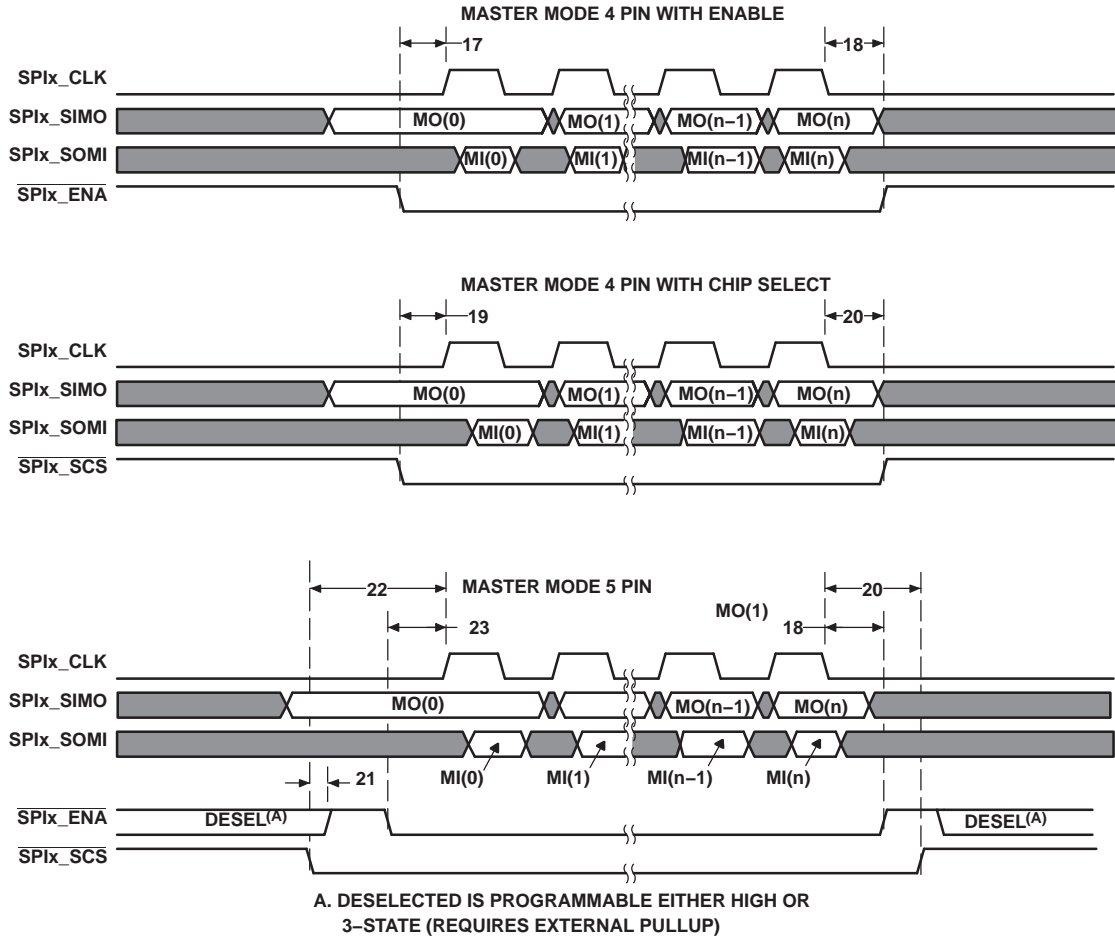 MASTER MODE 4 PIN WITH ENABLE
17
18
SPIx_CLK
SPIx_SIMO
MO(0)
MO(1)
MO(n−1)
MO(n)
SPIx_SOMI
MI(0)
MI(1)
MI(n−1)
MI(n)
SPIx_ENA
MASTER MODE 4 PIN WITH CHIP SELECT
19
20
SPIx_CLK
SPIx_SIMO
MO(0)
MO(1)
MO(n−1)
MO(n)
SPIx_SOMI
MI(0)
MI(1)
MI(n−1)
MI(n)
SPIx_SCS
22
MASTER MODE 5 PIN
20
MO(1)
23
18
SPIx_CLK
SPIx_SIMO
MO(0)
MO(n−1)
MO(n)
SPIx_SOMI
MI(0)
MI(1)
MI(n−1)
MI(n)
21
SPIx_ENA
DESEL(A)
DESEL(A)
SPIx_SCS
A. DESELECTED IS PROGRAMMABLE EITHER HIGH OR
3−STATE (REQUIRES EXTERNAL PULLUP)